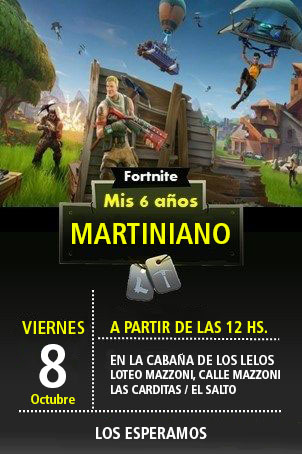 Fortnite
Mis 6 años
MARTINIANO
VIERNES
8
Octubre
A PARTIR DE LAS 12 HS.
EN LA CABAÑA DE LOS LELOS
LOTEO MAZZONI, CALLE MAZZONI
LAS CARDITAS / EL SALTO
LOS ESPERAMOS